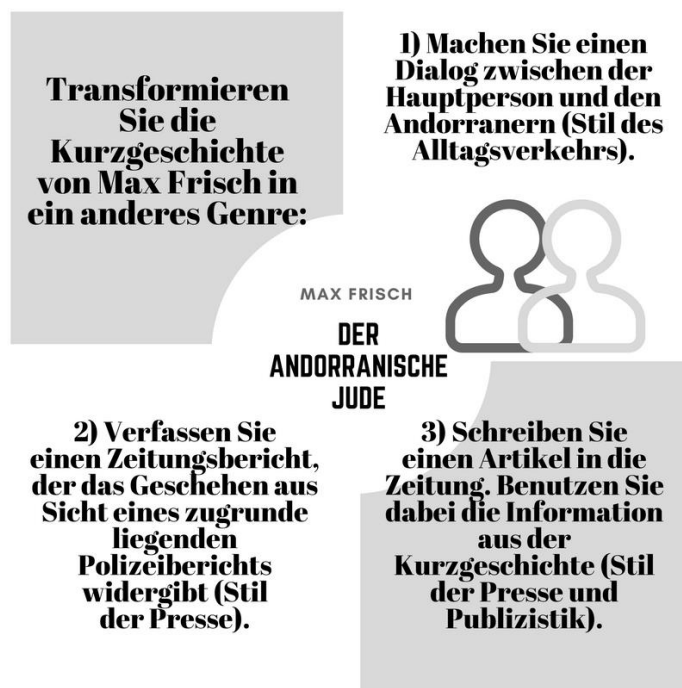 Transformieren
Sie die
Kurzgeschichte
von Max Frisch in
ein anderes Genre:
1) Machen Sie einen
Dialog zwischen der
Hauptperson und den
Andorranern (Stil des
Alltagsverkehrs).
MAX FRISCH
DER
ANDORRANISCHE
JUDE
2) Verfassen Sie
einen Zeitungsbericht,
der das Geschehen aus
Sicht eines zugrunde
liegenden
Polizeiberichts
widergibt (Stil
der Presse).
3) Schreiben Sie
einen Artikel in die
Zeitung. Benutzen Sie
dabei die Information
aus der
Kurzgeschichte (Stil
der Presse und
Publizistik).